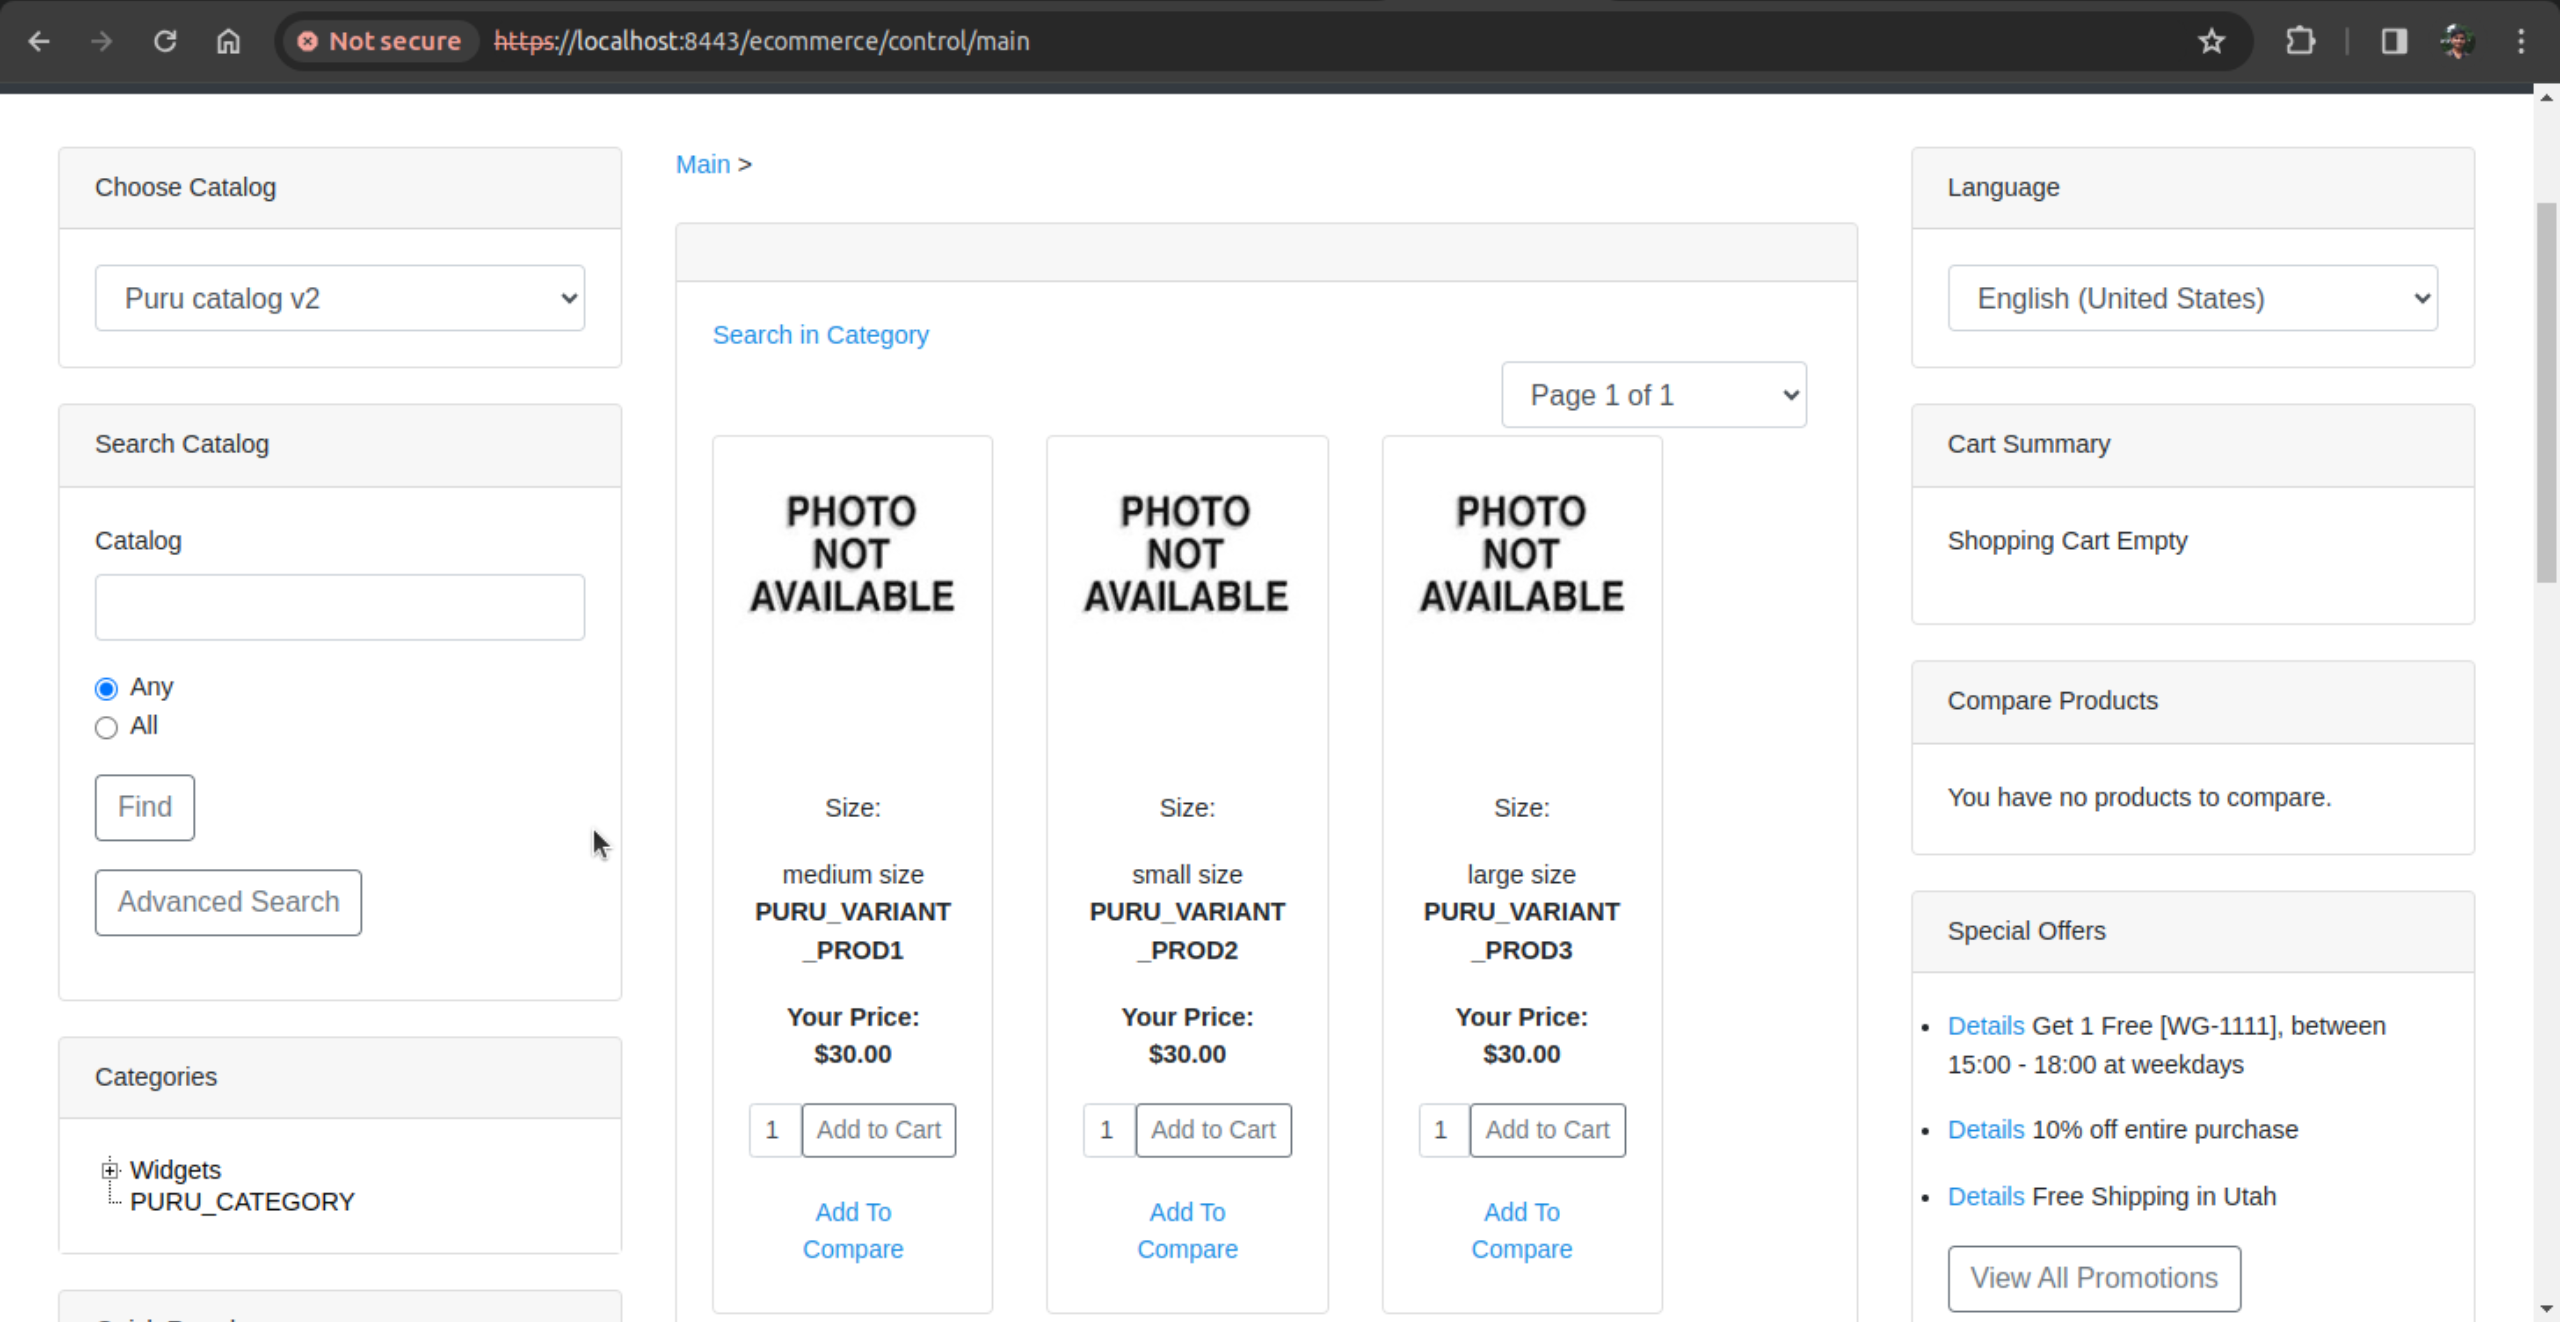 Not secure https://localhost:8443/ecommerce/control/main
Choose Catalog
Puru catalog v2
Search Catalog
Catalog
Any
All
Find
Advanced Search
Categories
Widgets
PURU_CATEGORY
Main >
Search in Category
Page 1 of 1
PHOTO
NOT
AVAILABLE
Size:
medium size
PURU_VARIANT
_PROD1
Your Price:
$30.00
1 Add to Cart
Add To
Compare
PHOTO
NOT
AVAILABLE
Size:
small size
PURU_VARIANT
_PROD2
Your Price:
$30.00
1 Add to Cart
Add To
Compare
PHOTO
NOT
AVAILABLE
Size:
large size
PURU_VARIANT
_PROD3
Your Price:
$30.00
1 Add to Cart
Add To
Compare
Language
English (United States)
Cart Summary
Shopping Cart Empty
Compare Products
You have no products to compare.
Special Offers
Details Get 1 Free [WG-1111], between
15:00 - 18:00 at weekdays
Details 10% off entire purchase
Details Free Shipping in Utah
View All Promotions